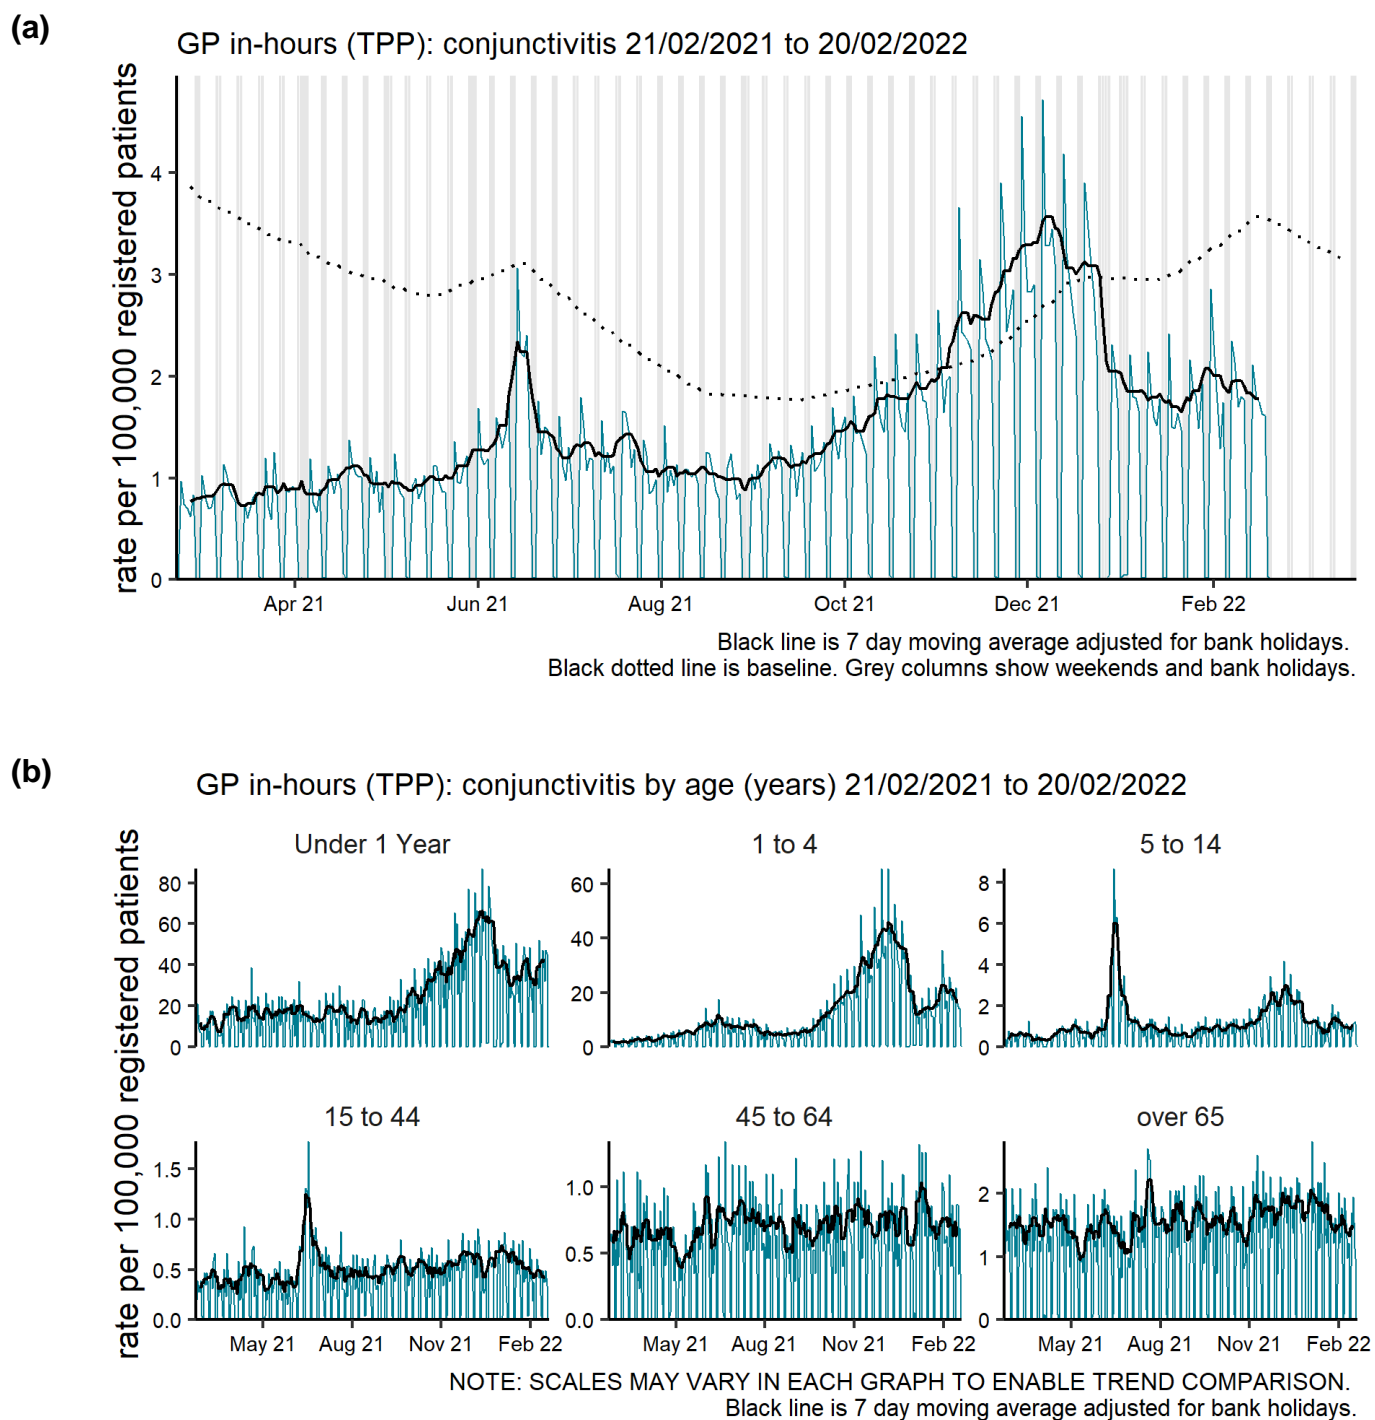 (a)
GP in-hours (TPP): conjunctivitis 21/02/2021 to 20/02/2022
rate per 100,000 registered patients
4
3
2
1
0
Apr 21 Jun 21 Aug 21 Oct 21 Dec 21 Feb 22
Black line is 7 day moving average adjusted for bank holidays.
Black dotted line is baseline. Grey columns show weekends and bank holidays.
(b)
GP in-hours (TPP): conjunctivitis by age (years) 21/02/2021 to 20/02/2022
rate per 100,000 registered patients
Under 1 Year
80
60
40
20
0
1 to 4
60
40
20
0
5 to 14
8
6
4
2
0
15 to 44
1.5
1.0
0.5
0.0
May 21 Aug 21 Nov 21 Feb 22
45 to 64
1.0
0.5
0.0
May 21 Aug 21 Nov 21 Feb 22
over 65
2
1
0
May 21 Aug 21 Nov 21 Feb 22
NOTE: SCALES MAY VARY IN EACH GRAPH TO ENABLE TREND COMPARISON.
Black line is 7 day moving average adjusted for bank holidays.